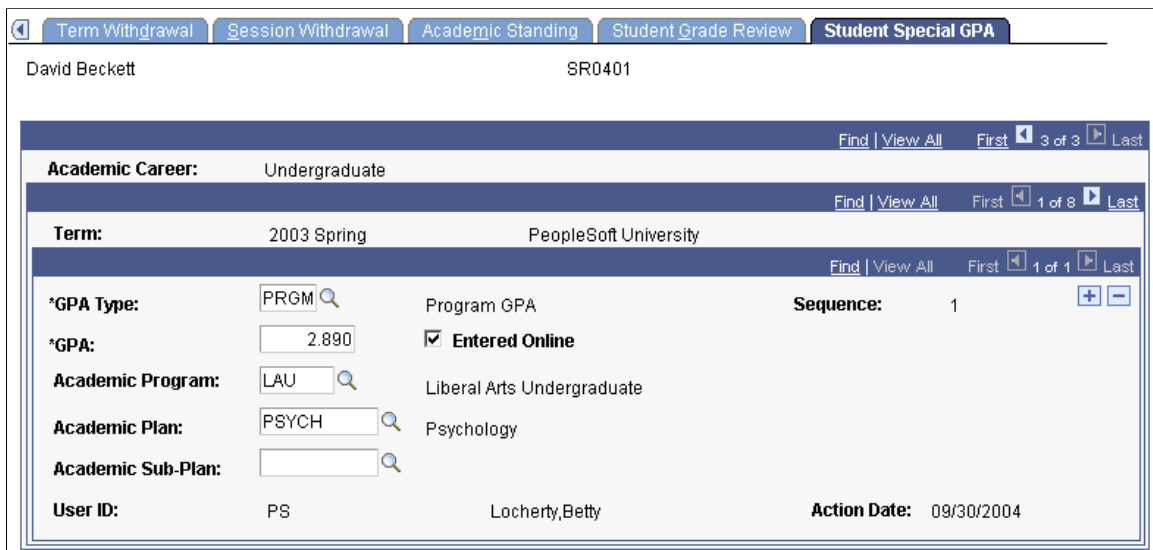 Term Withdrawal Session Withdrawal Academic Standing Student Grade Review Student Special GPA
David Beckett SR0401
Find | View All First 3 of 3 Last
Academic Career: Undergraduate
Find | View All First 1 of 8 Last
Term: 2003 Spring PeopleSoft University
Find | View All First 1 of 1 Last
*GPA Type: PRGM Program GPA Sequence: 1
*GPA: 2.890 Entered Online
Academic Program: LAU Liberal Arts Undergraduate
Academic Plan: PSYCH Psychology
Academic Sub-Plan:
User ID: PS Locherty,Betty Action Date: 09/30/2004